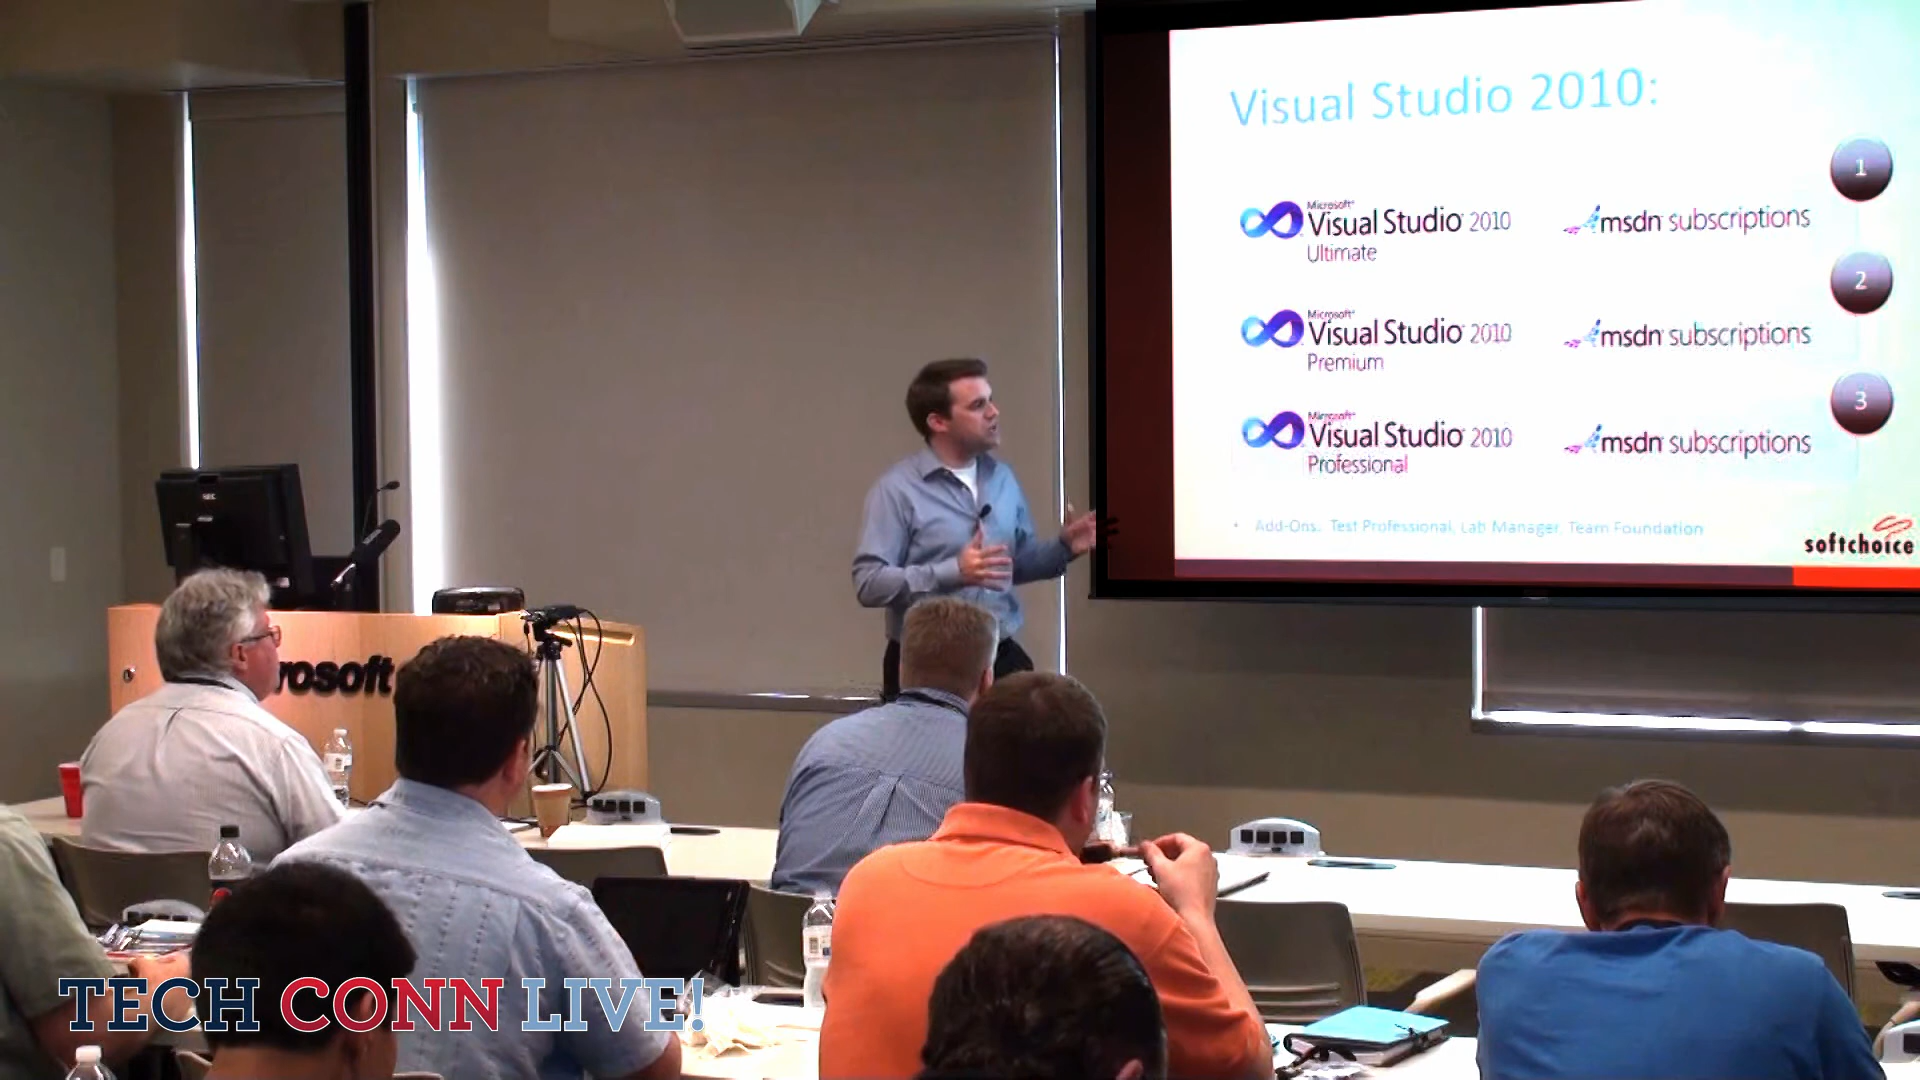 Visual Studio 2010:
1
Microsoft
Visual Studio 2010
Ultimate
msdn subscriptions
2
Microsoft
Visual Studio 2010
Premium
msdn subscriptions
3
Microsoft
Visual Studio 2010
Professional
msdn subscriptions
• Add-Ons: Test Professional, Lab Manager, Team Foundation
softchoice
NEC
rosoft
TECH CONN LIVE!